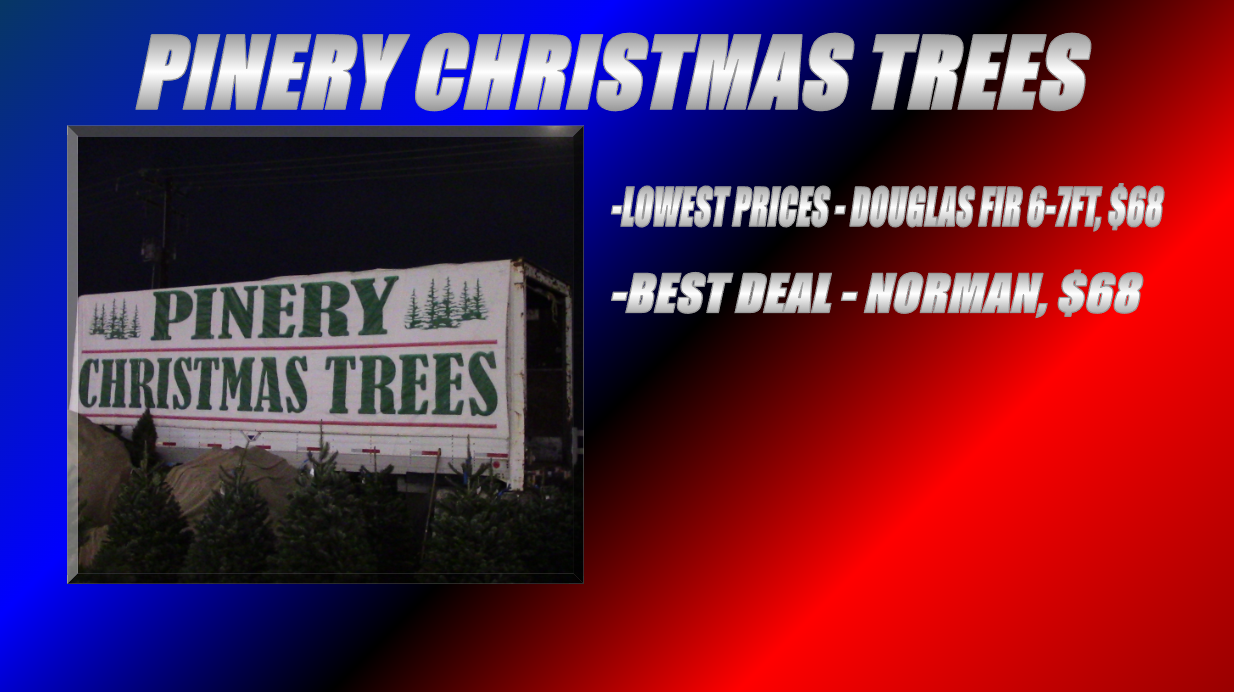 PINERY CHRISTMAS TREES
PINERY
CHRISTMAS TREES
-LOWEST PRICES - DOUGLAS FIR 6-7FT, $68
-BEST DEAL - NORMAN, $68